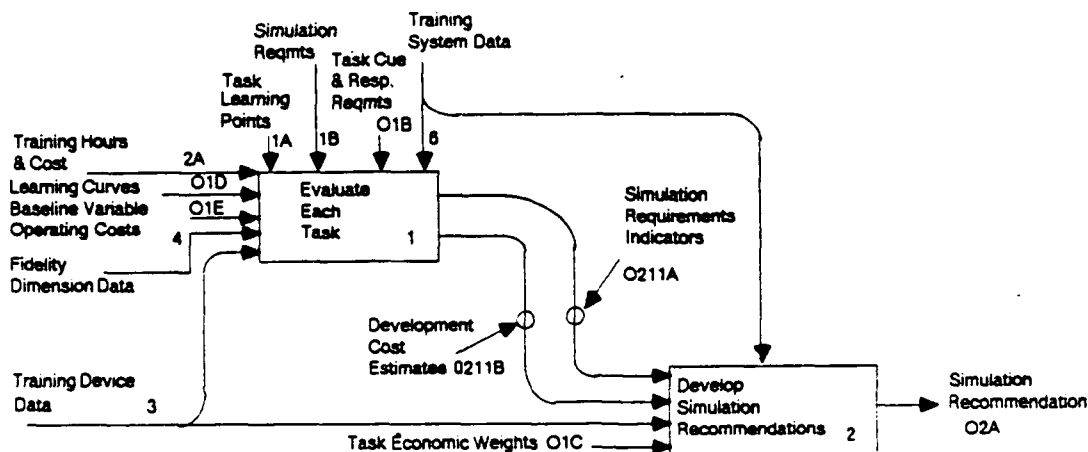 Training
System Data
Simulation
Reqmts
Task Cue
& Resp.
Reqmts
Task
Learning
Points
1A
1B
O1B
6
Training Hours
& Cost
2A
Learning Curves
O1D
Baseline Variable
Operating Costs
O1E
4
Fidelity
Dimension Data
Evaluate
Each
Task
1
Simulation
Requirements
Indicators
O211A
Development
Cost
Estimates 0211B
Training Device
Data
3
Task Economic Weights O1C
Develop
Simulation
Recommendations
2
Simulation
Recommendation
O2A